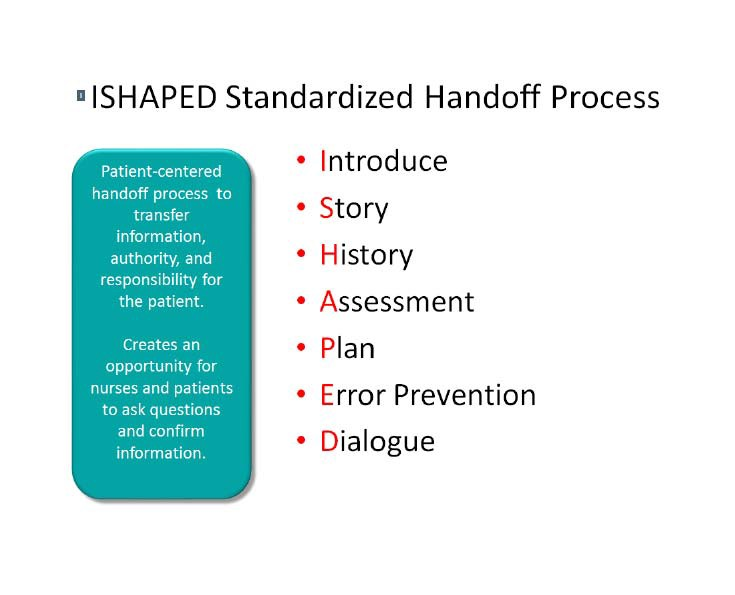 ISHAPED Standardized Handoff Process
Patient-centered
handoff process to
transfer
information,
authority, and
responsibility for
the patient.
Creates an
opportunity for
nurses and patients
to ask questions
and confirm
information.
• Introduce
• Story
• History
• Assessment
• Plan
• Error Prevention
• Dialogue